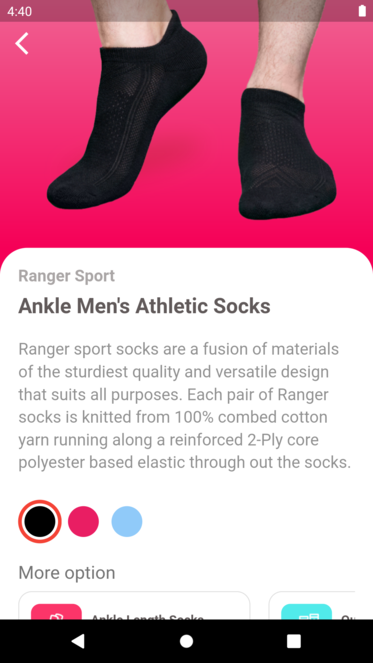 4:40
Ranger Sport
Ankle Men's Athletic Socks
Ranger sport socks are a fusion of materials
of the sturdiest quality and versatile design
that suits all purposes. Each pair of Ranger
socks is knitted from 100% combed cotton
yarn running along a reinforced 2-Ply core
polyester based elastic through out the socks.
More option
Ankle Length Socks